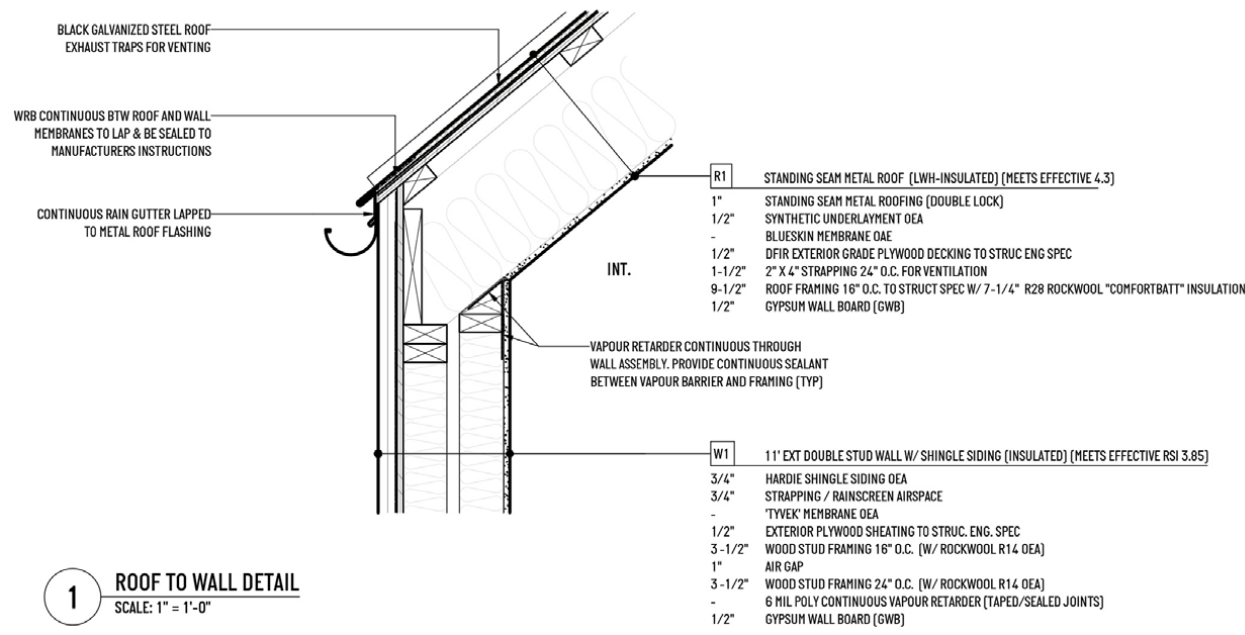 BLACK GALVANIZED STEEL ROOF
EXHAUST TRAPS FOR VENTING
WRB CONTINUOUS BTW ROOF AND WALL
MEMBRANES TO LAP & BE SEALED TO
MANUFACTURERS INSTRUCTIONS
CONTINUOUS RAIN GUTTER LAPPED
TO METAL ROOF FLASHING
INT.
VAPOUR RETARDER CONTINUOUS THROUGH
WALL ASSEMBLY. PROVIDE CONTINUOUS SEALANT
BETWEEN VAPOUR BARRIER AND FRAMING (TYP)
R1 STANDING SEAM METAL ROOF (LWH-INSULATED) (MEETS EFFECTIVE 4.3)
1" STANDING SEAM METAL ROOFING (DOUBLE LOCK)
1/2" SYNTHETIC UNDERLAYMENT OEA
- BLUESKIN MEMBRANE OAE
1/2" DFIR EXTERIOR GRADE PLYWOOD DECKING TO STRUC ENG SPEC
1-1/2" 2" X 4" STRAPPING 24" O.C. FOR VENTILATION
9-1/2" ROOF FRAMING 16" O.C. TO STRUCT SPEC W/ 7-1/4" R28 ROCKWOOL "COMFORTBATT" INSULATION
1/2" GYPSUM WALL BOARD (GWB)
W1 11' EXT DOUBLE STUD WALL W/ SHINGLE SIDING (INSULATED) (MEETS EFFECTIVE RSI 3.85)
3/4" HARDIE SHINGLE SIDING OEA
3/4" STRAPPING / RAINSCREEN AIRSPACE
- 'TYVEK' MEMBRANE OEA
1/2" EXTERIOR PLYWOOD SHEATING TO STRUC. ENG. SPEC
3-1/2" WOOD STUD FRAMING 16" O.C. (W/ ROCKWOOL R14 OEA)
1" AIR GAP
3-1/2" WOOD STUD FRAMING 24" O.C. (W/ ROCKWOOL R14 OEA)
- 6 MIL POLY CONTINUOUS VAPOUR RETARDER (TAPED/SEALED JOINTS)
1/2" GYPSUM WALL BOARD (GWB)
1 ROOF TO WALL DETAIL
SCALE: 1" = 1'-0"